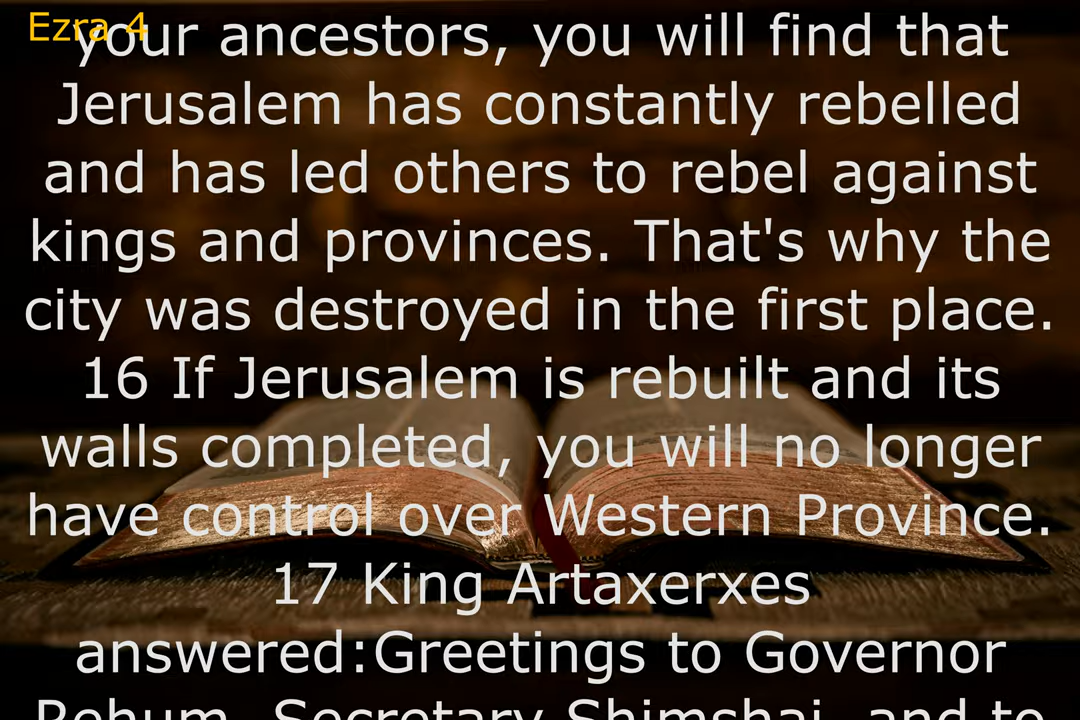 Ezra 4
your ancestors, you will find that
Jerusalem has constantly rebelled
and has led others to rebel against
kings and provinces. That's why the
city was destroyed in the first place.
16 If Jerusalem is rebuilt and its
walls completed, you will no longer
have control over Western Province.
17 King Artaxerxes
answered:Greetings to Governor
Rehum, Secretary Shimshai, and to